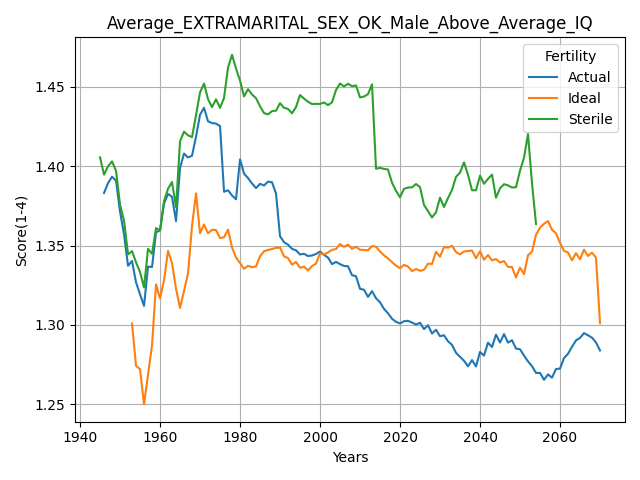 Average_EXTRAMARITAL_SEX_OK_Male_Above_Average_IQ
Fertility
Actual
Ideal
Sterile
Score(1-4)
1.45
1.40
1.35
1.30
1.25
1940 1960 1980 2000 2020 2040 2060
Years